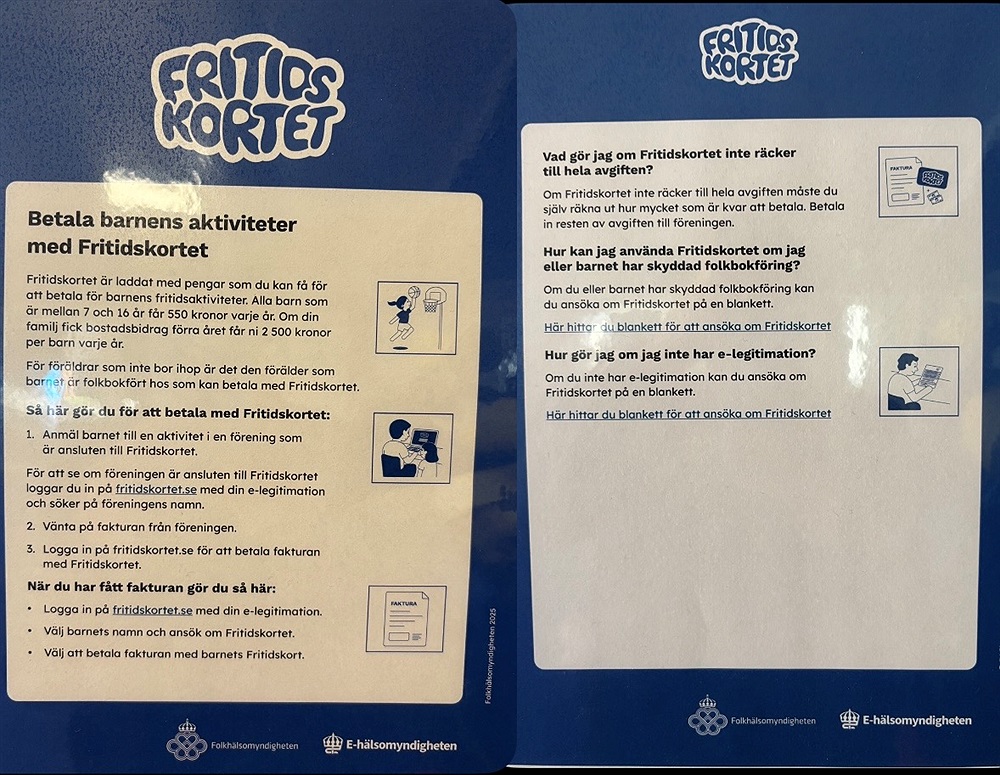 FRITIDS
KORTET
Betala barnens aktiviteter
med Fritidskortet
Fritidskortet är laddat med pengar som du kan få för
att betala för barnens fritidsaktiviteter. Alla barn som
är mellan 7 och 16 år får 550 kronor varje år. Om din
familj fick bostadsbidrag förra året får ni 2 500 kronor
per barn varje år.
För föräldrar som inte bor ihop är det den förälder som
barnet är folkbokfört hos som kan betala med Fritidskortet.
Så här gör du för att betala med Fritidskortet:
1. Anmäl barnet till en aktivitet i en förening som
är ansluten till Fritidskortet.
För att se om föreningen är ansluten till Fritidskortet
loggar du in på fritidskortet.se med din e-legitimation
och söker på föreningens namn.
2. Vänta på fakturan från föreningen.
3. Logga in på fritidskortet.se för att betala fakturan
med Fritidskortet.
När du har fått fakturan gör du så här:
• Logga in på fritidskortet.se med din e-legitimation.
• Välj barnets namn och ansök om Fritidskortet.
• Välj att betala fakturan med barnets Fritidskort.
FAKTURA
Folkhälsomyndigheten 2025
Folkhälsomyndigheten
E-hälsomyndigheten
FRITIDS
KORTET
Vad gör jag om Fritidskortet inte räcker
till hela avgiften?
Om Fritidskortet inte räcker till hela avgiften måste du
själv räkna ut hur mycket som är kvar att betala. Betala
in resten av avgiften till föreningen.
FAKTURA
FRITIDS
KORTET
Hur kan jag använda Fritidskortet om jag
eller barnet har skyddad folkbokföring?
Om du eller barnet har skyddad folkbokföring kan
du ansöka om Fritidskortet på en blankett.
Här hittar du blankett för att ansöka om Fritidskortet
Hur gör jag om jag inte har e-legitimation?
Om du inte har e-legitimation kan du ansöka om
Fritidskortet på en blankett.
Här hittar du blankett för att ansöka om Fritidskortet
Folkhälsomyndigheten
E-hälsomyndigheten